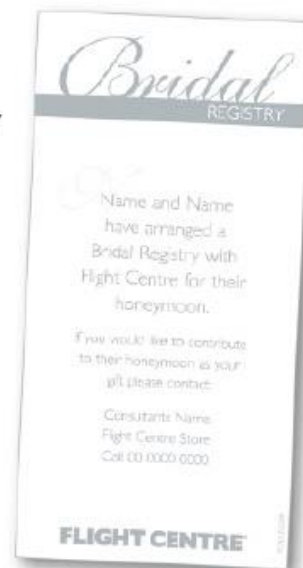 Bridal
REGISTRY
Name and Name
have arranged a
Bridal Registry with
Flight Centre for their
honeymoon.
If you would like to contribute
to their honeymoon as your
gift please contact:
Consultants Name
Flight Centre Store
Call 00 0000 0000
FLIGHT CENTRE